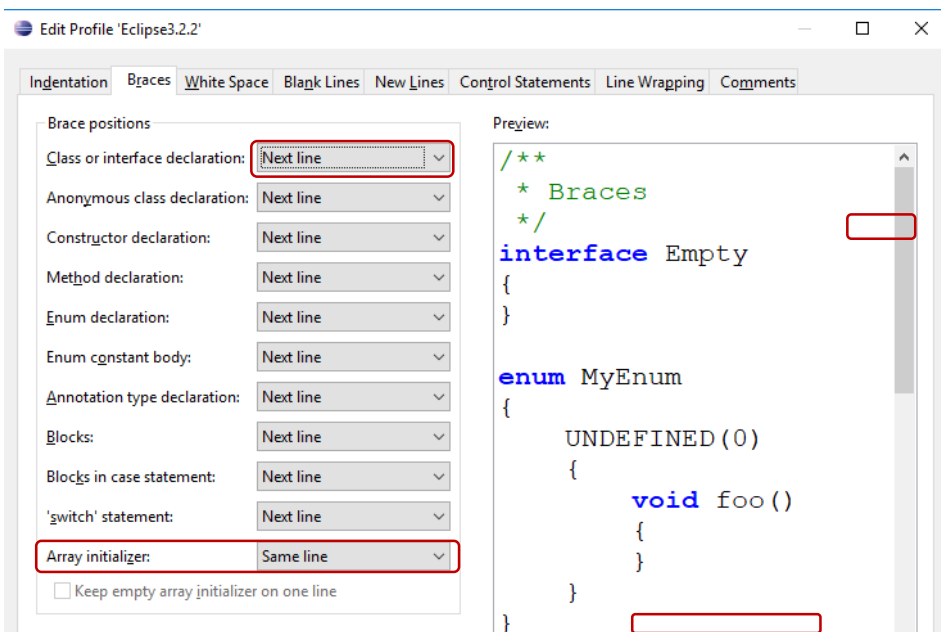 Edit Profile 'Eclipse3.2.2'
Indentation Braces White Space Blank Lines New Lines Control Statements Line Wrapping Comments
Brace positions
Class or interface declaration: Next line
Anonymous class declaration: Next line
Constructor declaration: Next line
Method declaration: Next line
Enum declaration: Next line
Enum constant body: Next line
Annotation type declaration: Next line
Blocks: Next line
Blocks in case statement: Next line
'switch' statement: Next line
Array initializer: Same line
Keep empty array initializer on one line
Preview:
/**
 * Braces
 */
interface Empty
{
}

enum MyEnum
{
    UNDEFINED(0)
    {
        void foo()
        {
        }
    }
}